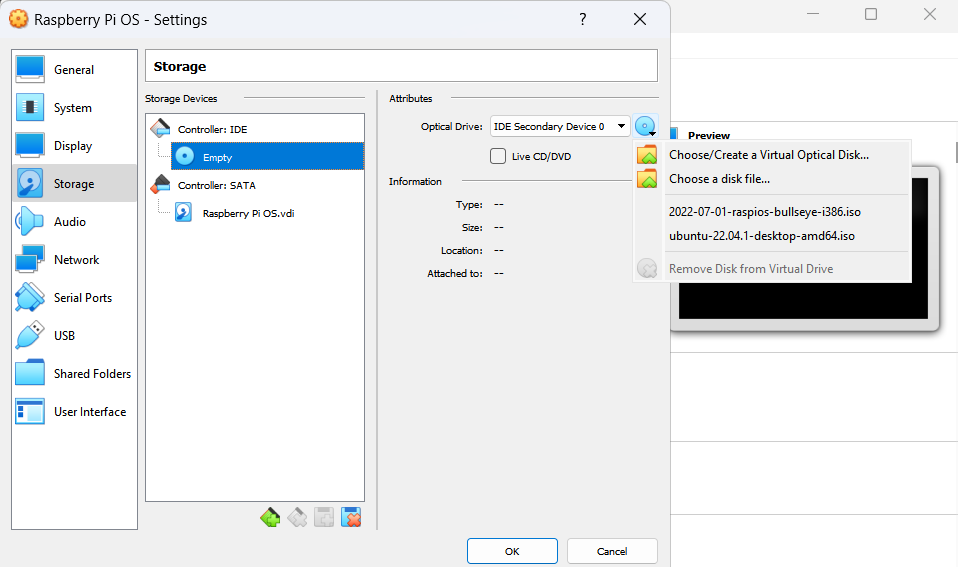 Raspberry Pi OS - Settings
?
General
System
Display
Storage
Audio
Network
Serial Ports
USB
Shared Folders
User Interface
Storage
Storage Devices
Controller: IDE
Empty
Controller: SATA
Raspberry Pi OS.vdi
Attributes
Optical Drive: IDE Secondary Device 0
Live CD/DVD
Information
Type: --
Size: --
Location: --
Attached to: --
Preview
Choose/Create a Virtual Optical Disk...
Choose a disk file...
2022-07-01-raspios-bullseye-i386.iso
ubuntu-22.04.1-desktop-amd64.iso
Remove Disk from Virtual Drive
OK
Cancel